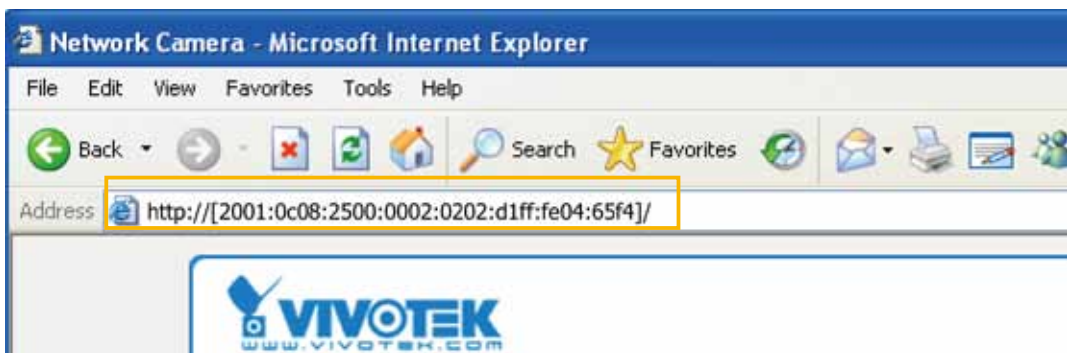 Network Camera - Microsoft Internet Explorer
File Edit View Favorites Tools Help
Back Search Favorites
Address http://[2001:0c08:2500:0002:0202:d1ff:fe04:65f4]/
VIVOTEK
WWW.VIVOTEK.COM